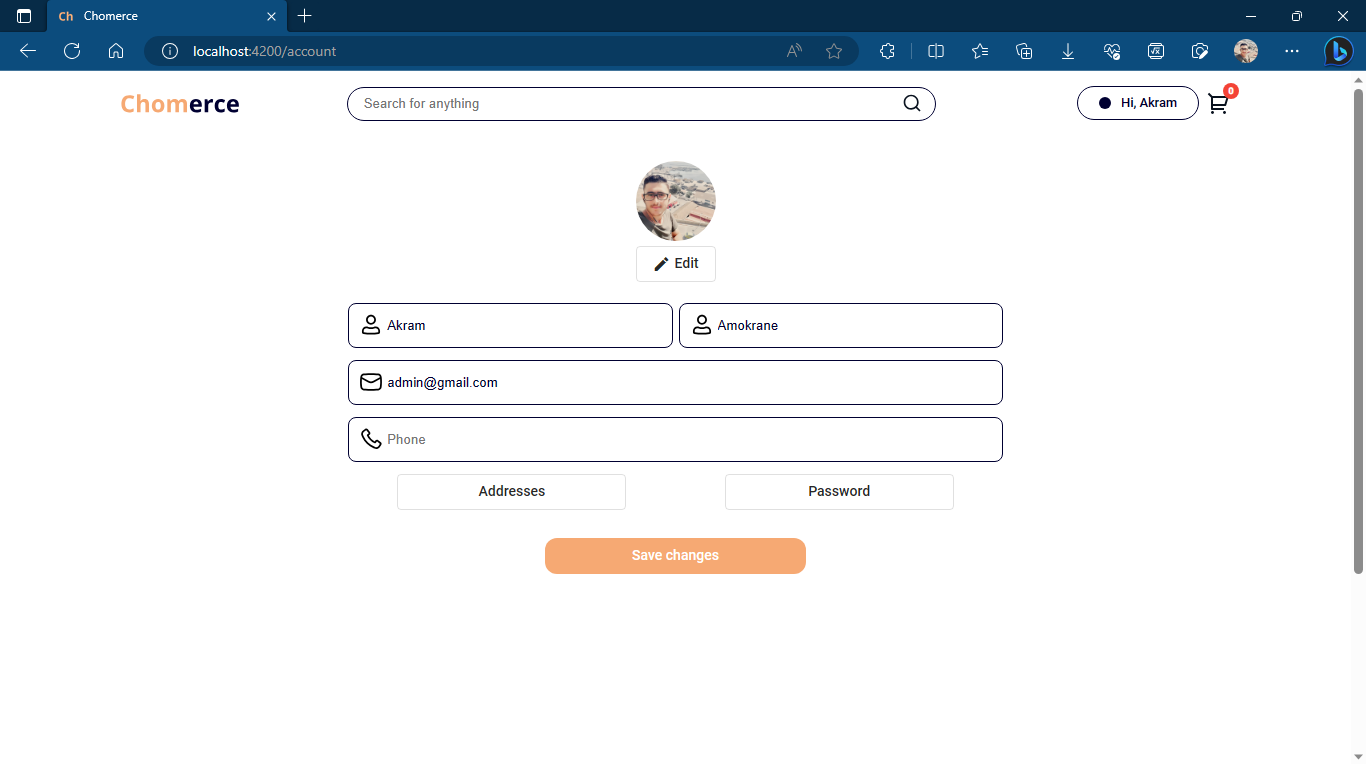 Ch Chomerce
localhost:4200/account
Chomerce
Search for anything
Hi, Akram
0
Edit
Akram
Amokrane
admin@gmail.com
Phone
Addresses
Password
Save changes